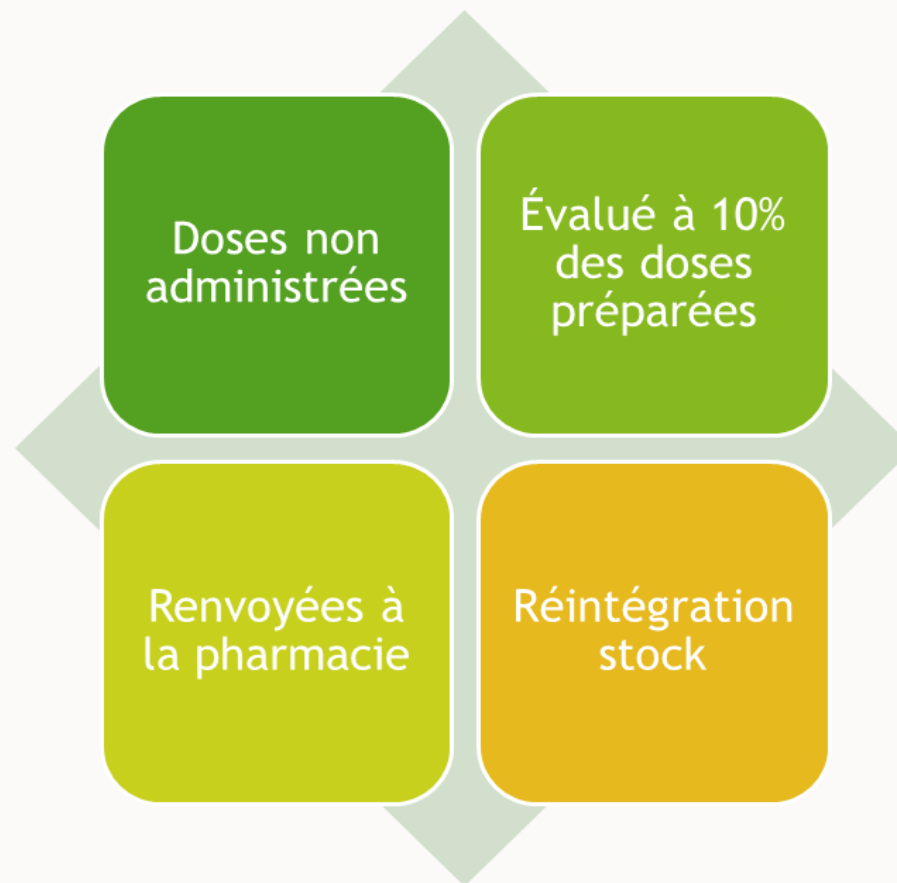 Doses non
administrées
Évalué à 10%
des doses
préparées
Renvoyées à
la pharmacie
Réintégration
stock